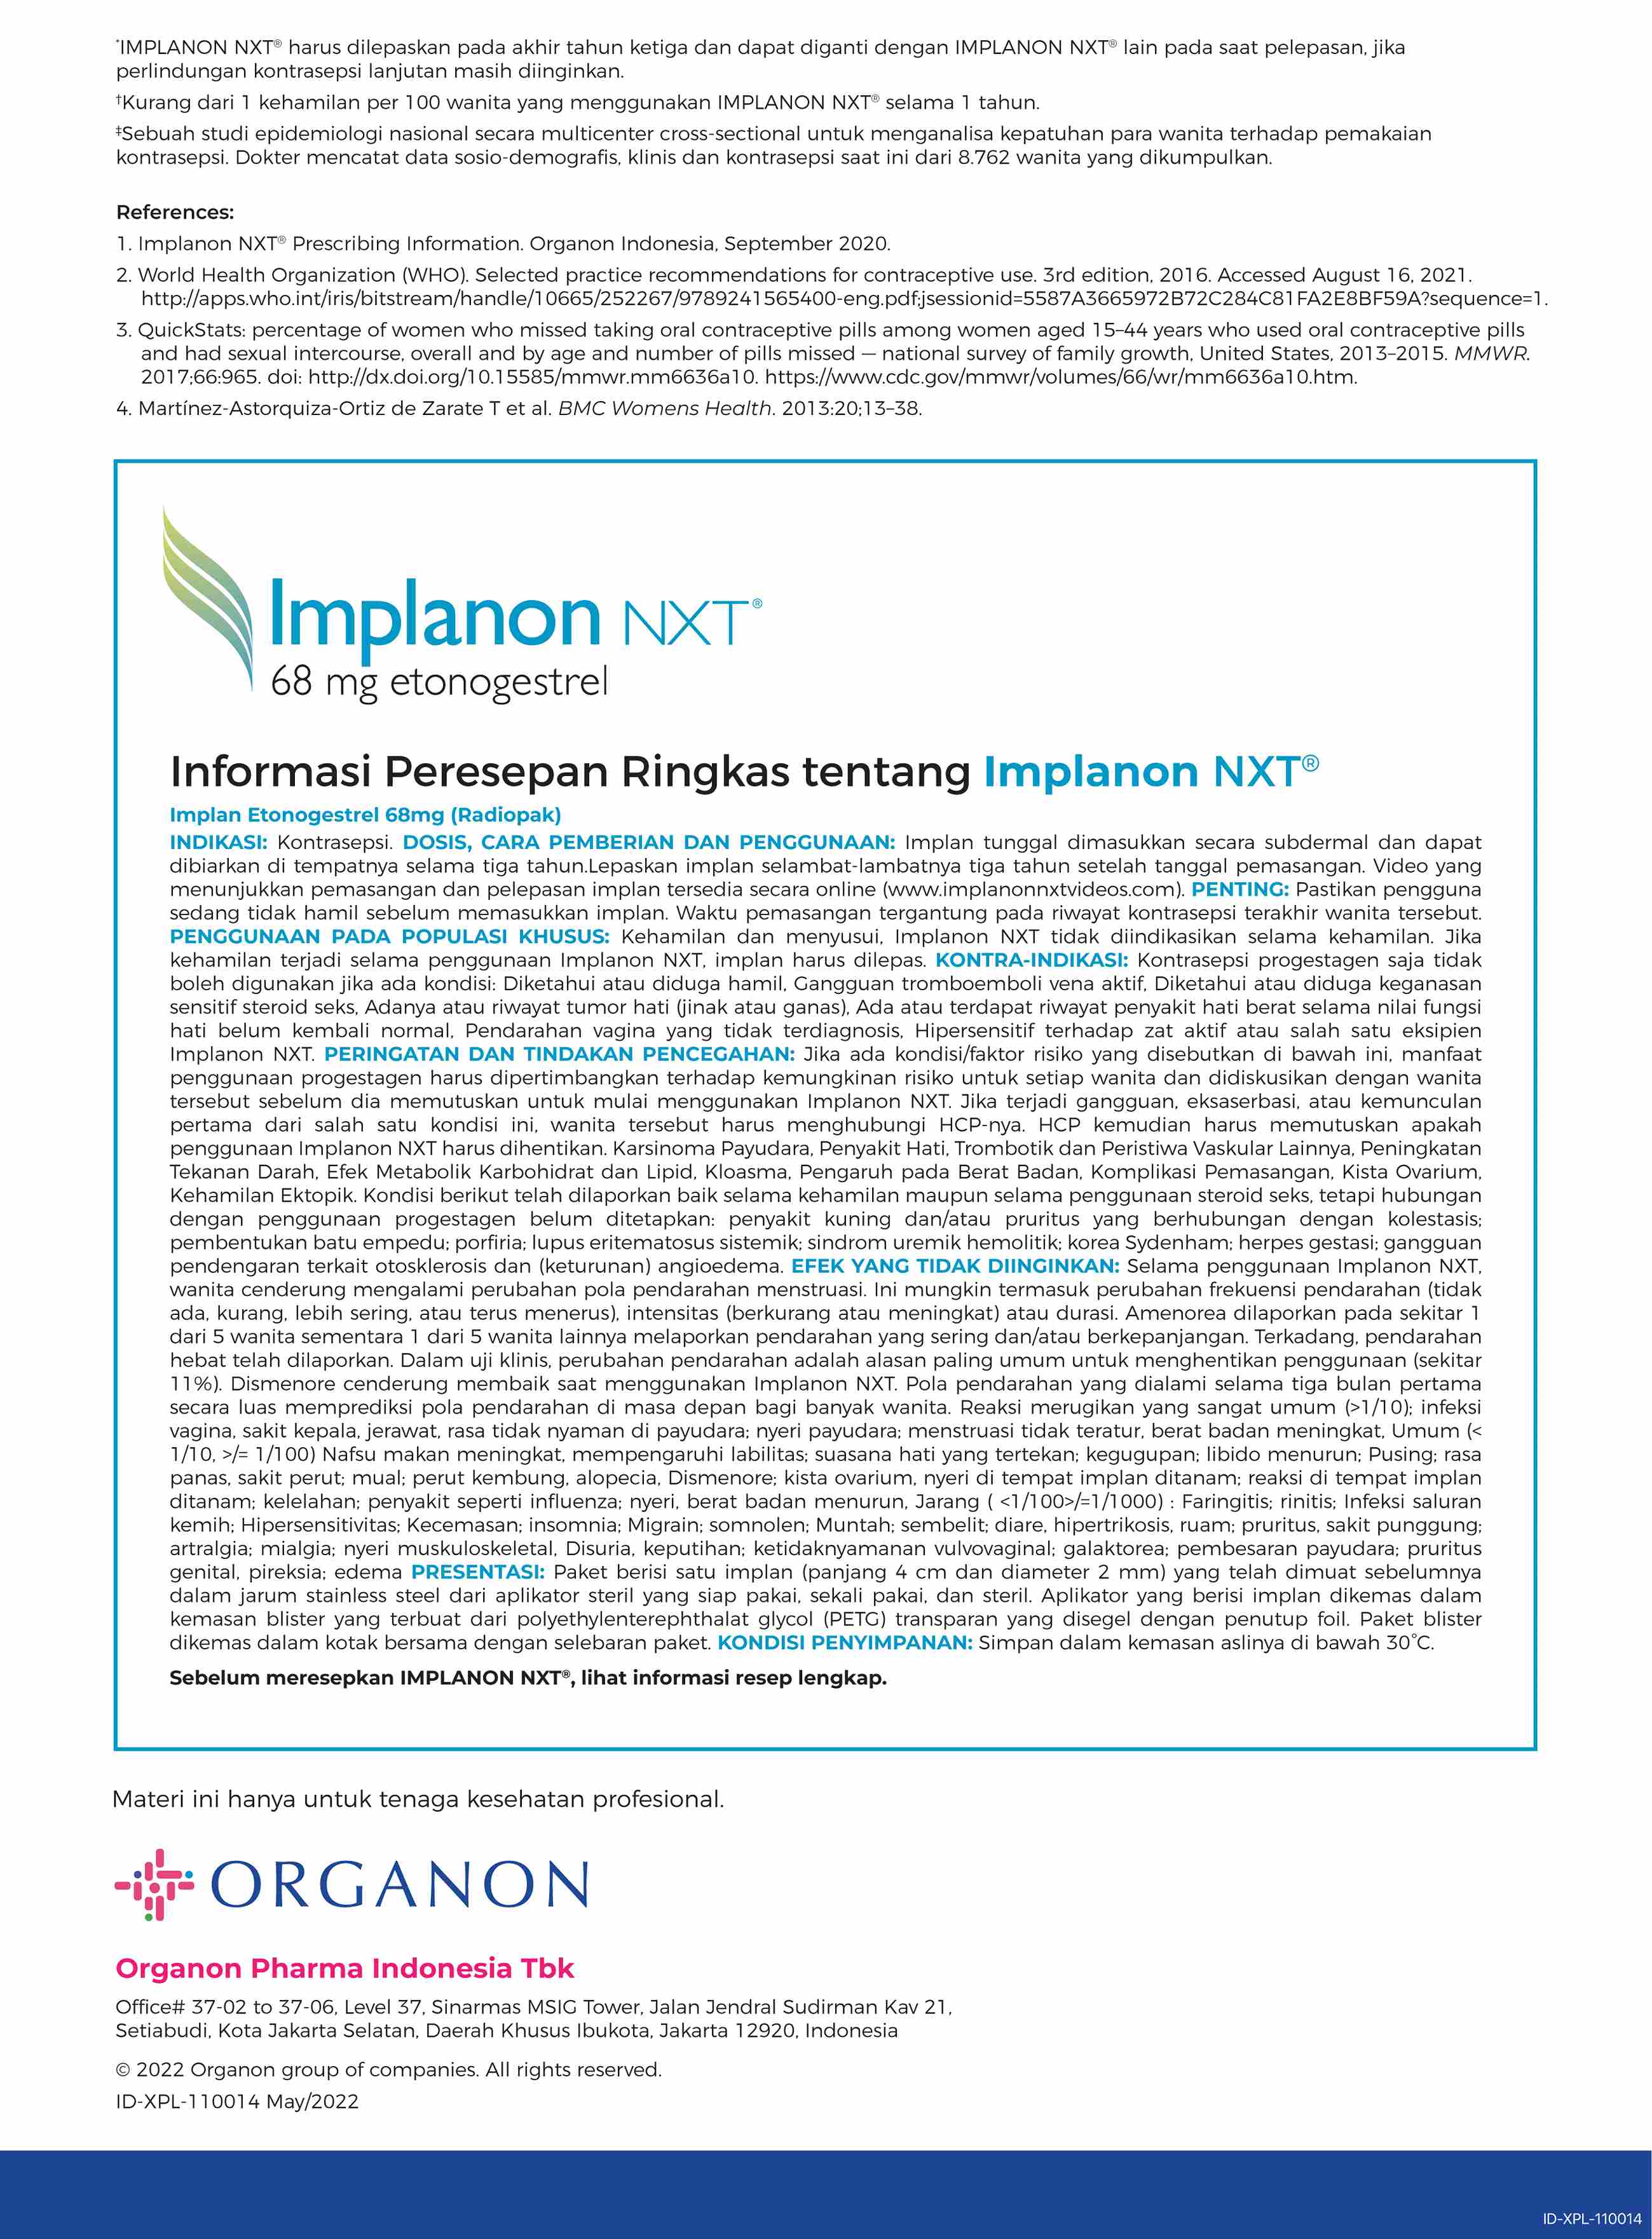 *IMPLANON NXT® harus dilepaskan pada akhir tahun ketiga dan dapat diganti dengan IMPLANON NXT® lain pada saat pelepasan, jika
perlindungan kontrasepsi lanjutan masih diinginkan.
†Kurang dari 1 kehamilan per 100 wanita yang menggunakan IMPLANON NXT® selama 1 tahun.
‡Sebuah studi epidemiologi nasional secara multicenter cross-sectional untuk menganalisa kepatuhan para wanita terhadap pemakaian
kontrasepsi. Dokter mencatat data sosio-demografis, klinis dan kontrasepsi saat ini dari 8.762 wanita yang dikumpulkan.
References:
1. Implanon NXT® Prescribing Information. Organon Indonesia, September 2020.
2. World Health Organization (WHO). Selected practice recommendations for contraceptive use. 3rd edition, 2016. Accessed August 16, 2021.
http://apps.who.int/iris/bitstream/handle/10665/252267/9789241565400-eng.pdf;jsessionid=5587A3665972B72C284C81FA2E8BF59A?sequence=1.
3. QuickStats: percentage of women who missed taking oral contraceptive pills among women aged 15–44 years who used oral contraceptive pills
and had sexual intercourse, overall and by age and number of pills missed — national survey of family growth, United States, 2013–2015. MMWR.
2017;66:965. doi: http://dx.doi.org/10.15585/mmwr.mm6636a10. https://www.cdc.gov/mmwr/volumes/66/wr/mm6636a10.htm.
4. Martínez-Astorquiza-Ortiz de Zarate T et al. BMC Womens Health. 2013:20;13–38.
Implanon NXT®
68 mg etonogestrel
Informasi Peresepan Ringkas tentang Implanon NXT®
Implan Etonogestrel 68mg (Radiopak)
INDIKASI: Kontrasepsi. DOSIS, CARA PEMBERIAN DAN PENGGUNAAN: Implan tunggal dimasukkan secara subdermal dan dapat
dibiarkan di tempatnya selama tiga tahun.Lepaskan implan selambat-lambatnya tiga tahun setelah tanggal pemasangan. Video yang
menunjukkan pemasangan dan pelepasan implan tersedia secara online (www.implanonnxtvideos.com). PENTING: Pastikan pengguna
sedang tidak hamil sebelum memasukkan implan. Waktu pemasangan tergantung pada riwayat kontrasepsi terakhir wanita tersebut.
PENGGUNAAN PADA POPULASI KHUSUS: Kehamilan dan menyusui, Implanon NXT tidak diindikasikan selama kehamilan. Jika
kehamilan terjadi selama penggunaan Implanon NXT, implan harus dilepas. KONTRA-INDIKASI: Kontrasepsi progestagen saja tidak
boleh digunakan jika ada kondisi: Diketahui atau diduga hamil, Gangguan tromboemboli vena aktif, Diketahui atau diduga keganasan
sensitif steroid seks, Adanya atau riwayat tumor hati (jinak atau ganas), Ada atau terdapat riwayat penyakit hati berat selama nilai fungsi
hati belum kembali normal, Pendarahan vagina yang tidak terdiagnosis, Hipersensitif terhadap zat aktif atau salah satu eksipien
Implanon NXT. PERINGATAN DAN TINDAKAN PENCEGAHAN: Jika ada kondisi/faktor risiko yang disebutkan di bawah ini, manfaat
penggunaan progestagen harus dipertimbangkan terhadap kemungkinan risiko untuk setiap wanita dan didiskusikan dengan wanita
tersebut sebelum dia memutuskan untuk mulai menggunakan Implanon NXT. Jika terjadi gangguan, eksaserbasi, atau kemunculan
pertama dari salah satu kondisi ini, wanita tersebut harus menghubungi HCP-nya. HCP kemudian harus memutuskan apakah
penggunaan Implanon NXT harus dihentikan. Karsinoma Payudara, Penyakit Hati, Trombotik dan Peristiwa Vaskular Lainnya, Peningkatan
Tekanan Darah, Efek Metabolik Karbohidrat dan Lipid, Kloasma, Pengaruh pada Berat Badan, Komplikasi Pemasangan, Kista Ovarium,
Kehamilan Ektopik. Kondisi berikut telah dilaporkan baik selama kehamilan maupun selama penggunaan steroid seks, tetapi hubungan
dengan penggunaan progestagen belum ditetapkan: penyakit kuning dan/atau pruritus yang berhubungan dengan kolestasis;
pembentukan batu empedu; porfiria; lupus eritematosus sistemik; sindrom uremik hemolitik; korea Sydenham; herpes gestasi; gangguan
pendengaran terkait otosklerosis dan (keturunan) angioedema. EFEK YANG TIDAK DIINGINKAN: Selama penggunaan Implanon NXT,
wanita cenderung mengalami perubahan pola pendarahan menstruasi. Ini mungkin termasuk perubahan frekuensi pendarahan (tidak
ada, kurang, lebih sering, atau terus menerus), intensitas (berkurang atau meningkat) atau durasi. Amenorea dilaporkan pada sekitar 1
dari 5 wanita sementara 1 dari 5 wanita lainnya melaporkan pendarahan yang sering dan/atau berkepanjangan. Terkadang, pendarahan
hebat telah dilaporkan. Dalam uji klinis, perubahan pendarahan adalah alasan paling umum untuk menghentikan penggunaan (sekitar
11%). Dismenore cenderung membaik saat menggunakan Implanon NXT. Pola pendarahan yang dialami selama tiga bulan pertama
secara luas memprediksi pola pendarahan di masa depan bagi banyak wanita. Reaksi merugikan yang sangat umum (>1/10); infeksi
vagina, sakit kepala, jerawat, rasa tidak nyaman di payudara; nyeri payudara; menstruasi tidak teratur, berat badan meningkat, Umum (<
1/10, >/= 1/100) Nafsu makan meningkat, mempengaruhi labilitas; suasana hati yang tertekan; kegugupan; libido menurun; Pusing; rasa
panas, sakit perut; mual; perut kembung, alopecia, Dismenore; kista ovarium, nyeri di tempat implan ditanam; reaksi di tempat implan
ditanam; kelelahan; penyakit seperti influenza; nyeri, berat badan menurun, Jarang ( <1/100>/=1/1000) : Faringitis; rinitis; Infeksi saluran
kemih; Hipersensitivitas; Kecemasan; insomnia; Migrain; somnolen; Muntah; sembelit; diare, hipertrikosis, ruam; pruritus, sakit punggung;
artralgia; mialgia; nyeri muskuloskeletal, Disuria, keputihan; ketidaknyamanan vulvovaginal; galaktorea; pembesaran payudara; pruritus
genital, pireksia; edema PRESENTASI: Paket berisi satu implan (panjang 4 cm dan diameter 2 mm) yang telah dimuat sebelumnya
dalam jarum stainless steel dari aplikator steril yang siap pakai, sekali pakai, dan steril. Aplikator yang berisi implan dikemas dalam
kemasan blister yang terbuat dari polyethylenterephthalat glycol (PETG) transparan yang disegel dengan penutup foil. Paket blister
dikemas dalam kotak bersama dengan selebaran paket. KONDISI PENYIMPANAN: Simpan dalam kemasan aslinya di bawah 30°C.
Sebelum meresepkan IMPLANON NXT®, lihat informasi resep lengkap.
Materi ini hanya untuk tenaga kesehatan profesional.
ORGANON
Organon Pharma Indonesia Tbk
Office# 37-02 to 37-06, Level 37, Sinarmas MSIG Tower, Jalan Jendral Sudirman Kav 21,
Setiabudi, Kota Jakarta Selatan, Daerah Khusus Ibukota, Jakarta 12920, Indonesia
© 2022 Organon group of companies. All rights reserved.
ID-XPL-110014 May/2022
ID-XPL-110014